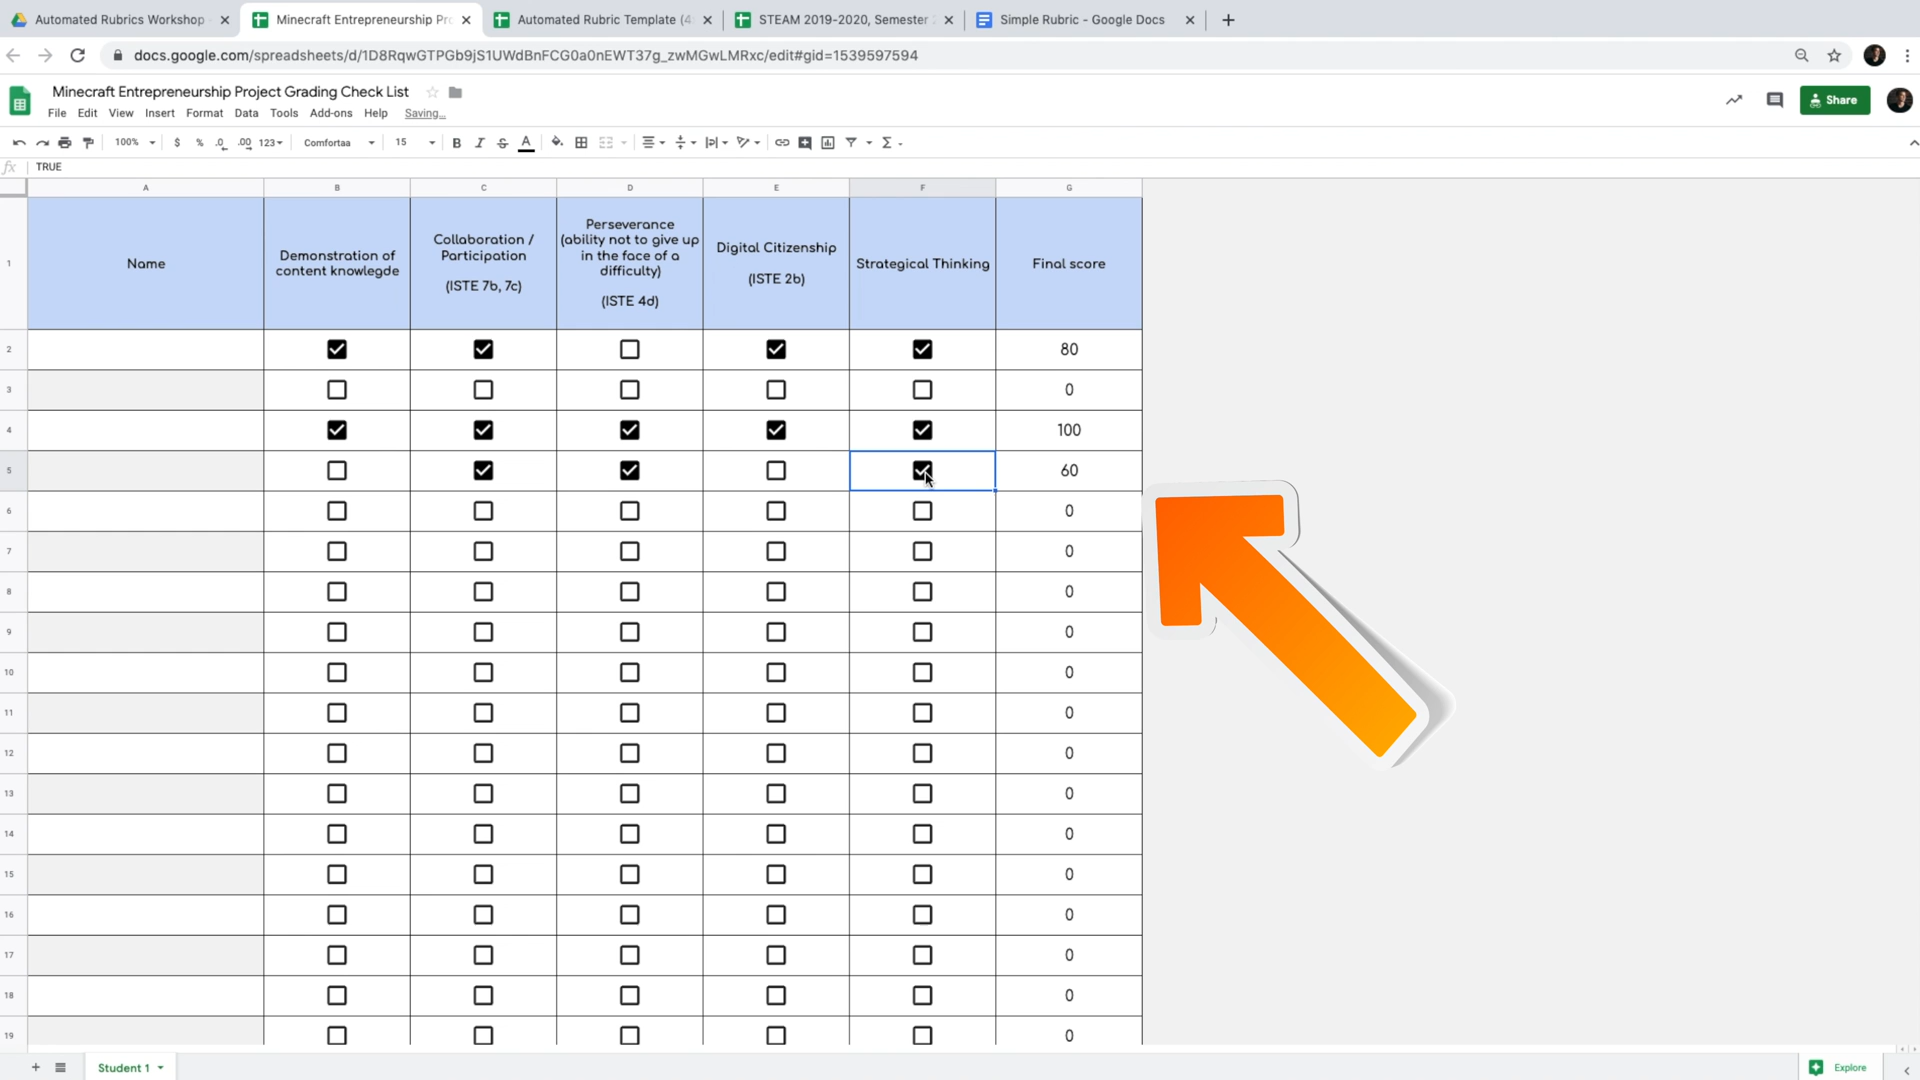 Automated Rubrics Workshop
Minecraft Entrepreneurship Pr
Automated Rubric Template (4
STEAM 2019-2020, Semester
Simple Rubric - Google Docs
docs.google.com/spreadsheets/d/1D8RqwGTPGb9jS1UWdBnFCG0a0nEWT37g_zwMGwLMRxc/edit#gid=1539597594
Minecraft Entrepreneurship Project Grading Check List
File Edit View Insert Format Data Tools Add-ons Help Saving...
Share
100% $ % .0 .00 123 Comfortaa 15 B I S A
fx TRUE
A B C D E F G
1
Name
Demonstration of
content knowlegde
Collaboration /
Participation
(ISTE 7b, 7c)
Perseverance
(ability not to give up
in the face of a
difficulty)
(ISTE 4d)
Digital Citizenship
(ISTE 2b)
Strategical Thinking
Final score
2 80
3 0
4 100
5 60
6 0
7 0
8 0
9 0
10 0
11 0
12 0
13 0
14 0
15 0
16 0
17 0
18 0
19 0
Student 1
Explore